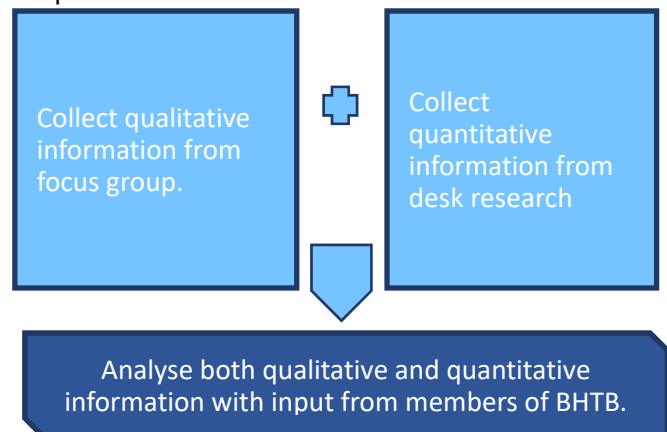 Collect qualitative
information from
focus group.
Collect
quantitative
information from
desk research
Analyse both qualitative and quantitative
information with input from members of BHTB.